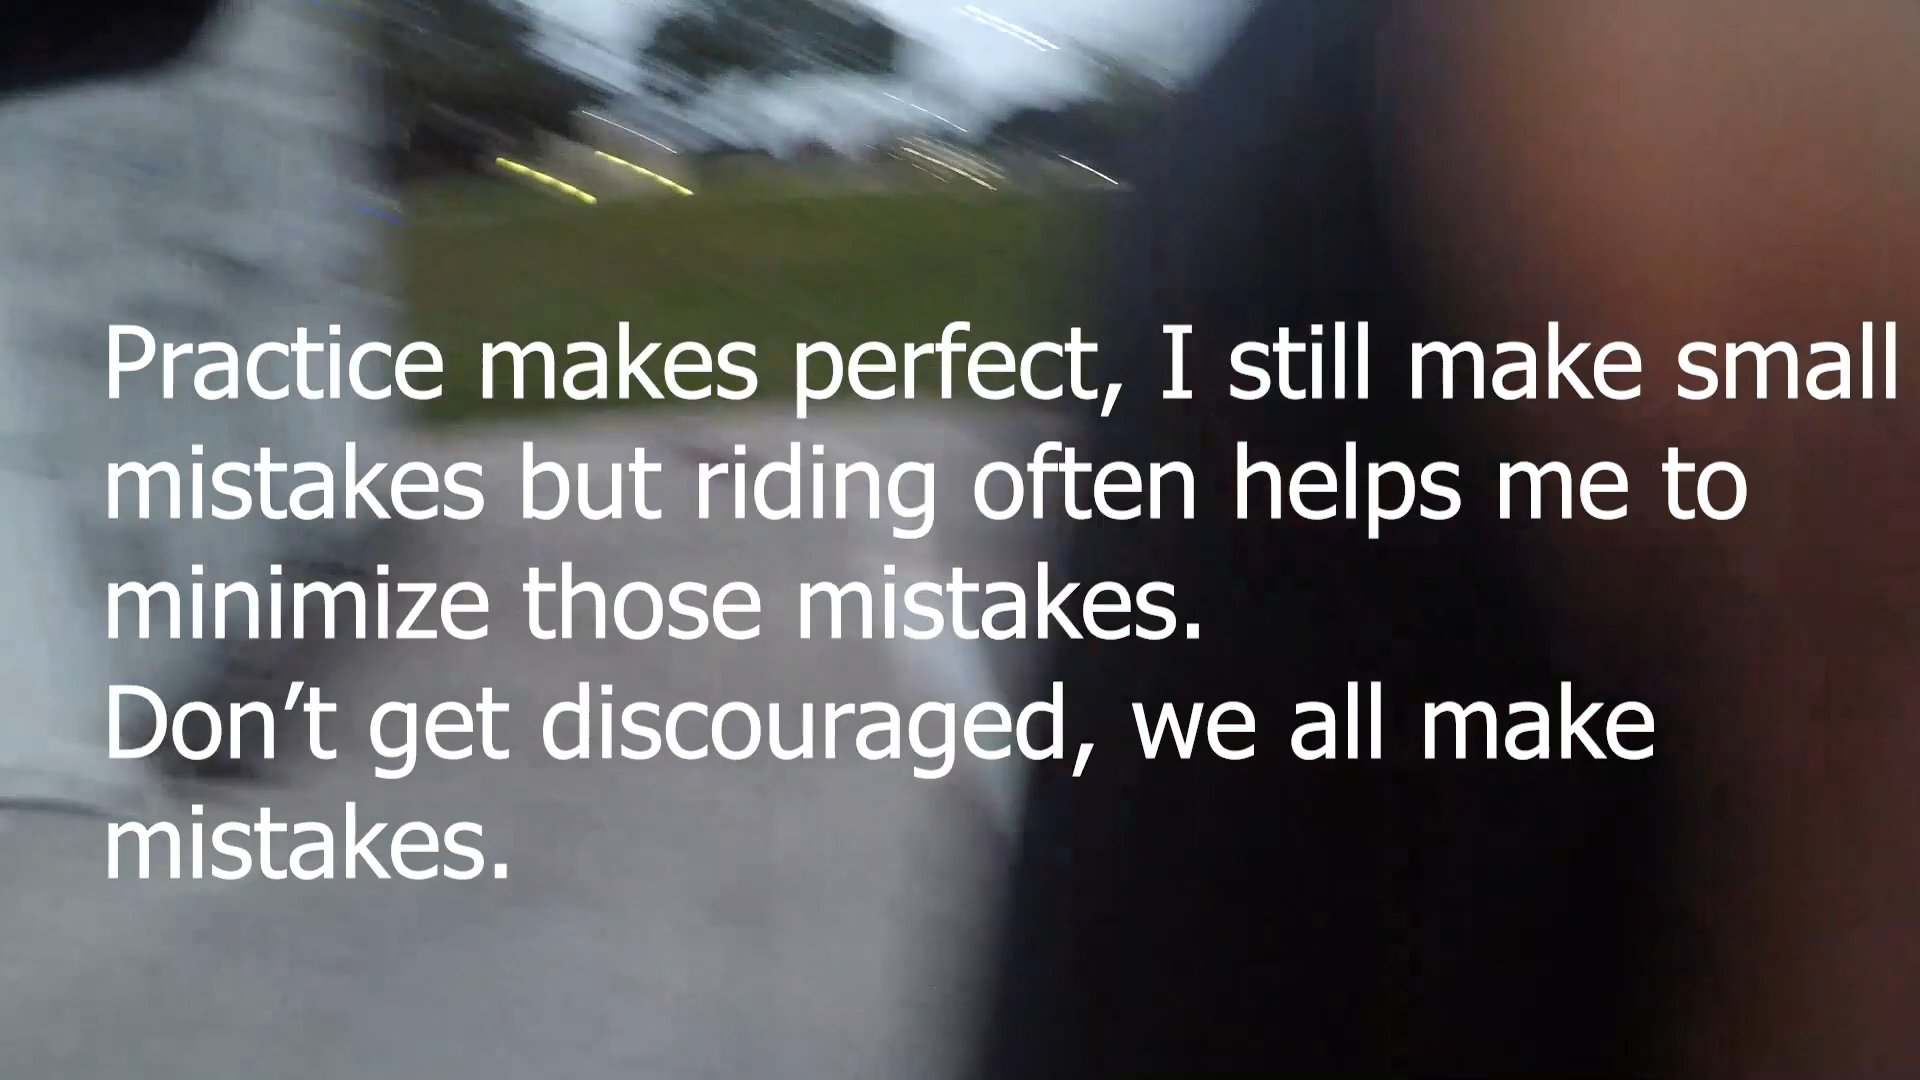 Practice makes perfect, I still make small
mistakes but riding often helps me to
minimize those mistakes.
Don’t get discouraged, we all make
mistakes.